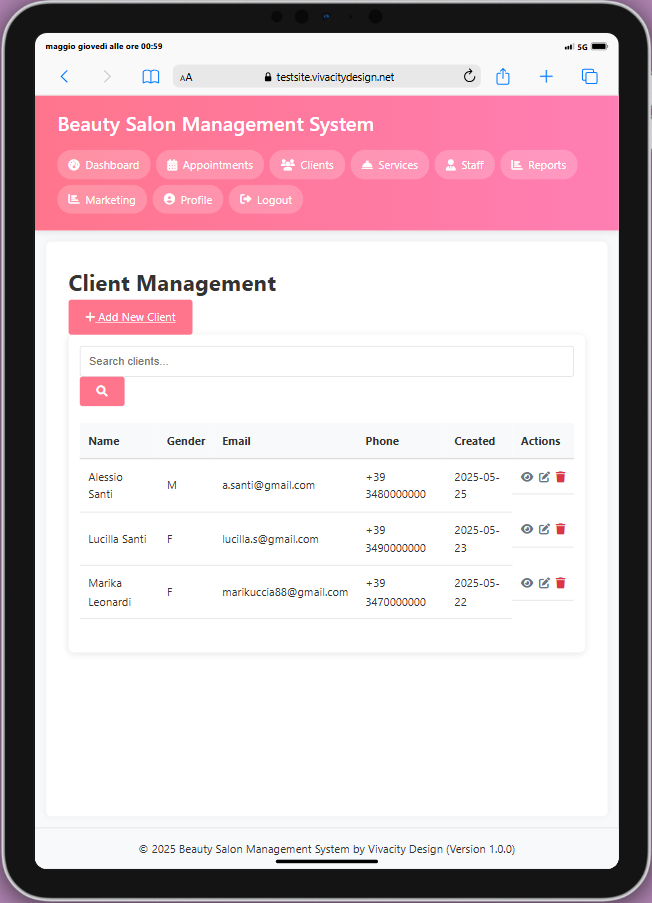 maggio giovedì alle ore 00:59
5G
AA
testsite.vivacitydesign.net
Beauty Salon Management System
Dashboard Appointments Clients Services Staff Reports
Marketing Profile Logout
Client Management
+ Add New Client
Search clients...
Name Gender Email Phone Created Actions
Alessio Santi M a.santi@gmail.com +39 3480000000 2025-05-25
Lucilla Santi F lucilla.s@gmail.com +39 3490000000 2025-05-23
Marika Leonardi F marikuccia88@gmail.com +39 3470000000 2025-05-22
© 2025 Beauty Salon Management System by Vivacity Design (Version 1.0.0)